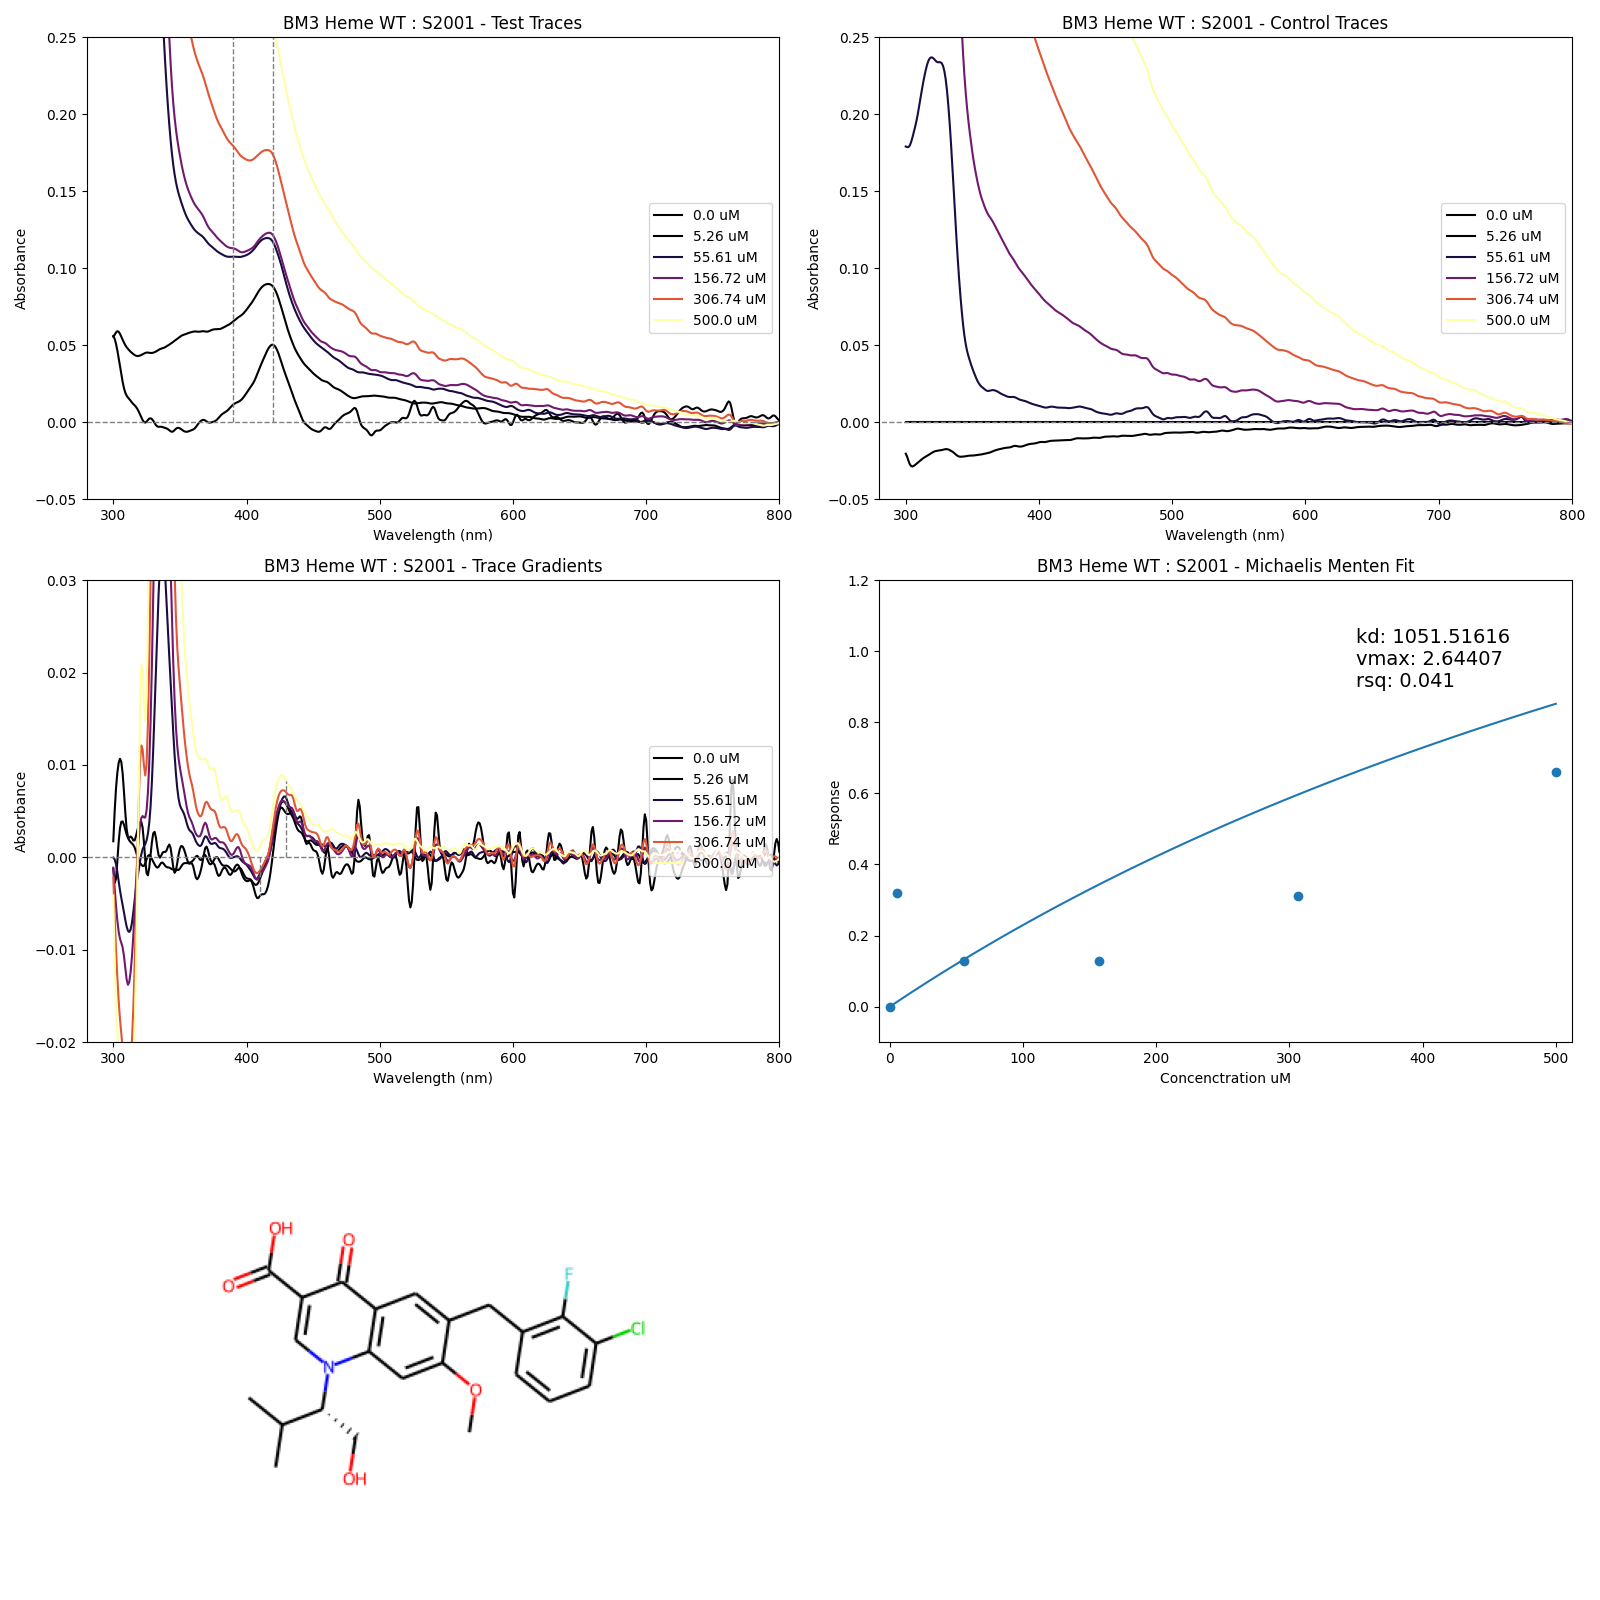 BM3 Heme WT : S2001 - Test Traces
0.25
0.20
0.15
0.10
0.05
0.00
−0.05
Absorbance
300 400 500 600 700 800
Wavelength (nm)
0.0 uM
5.26 uM
55.61 uM
156.72 uM
306.74 uM
500.0 uM
BM3 Heme WT : S2001 - Control Traces
0.25
0.20
0.15
0.10
0.05
0.00
−0.05
Absorbance
300 400 500 600 700 800
Wavelength (nm)
0.0 uM
5.26 uM
55.61 uM
156.72 uM
306.74 uM
500.0 uM
BM3 Heme WT : S2001 - Trace Gradients
0.03
0.02
0.01
0.00
−0.01
−0.02
Absorbance
300 400 500 600 700 800
Wavelength (nm)
0.0 uM
5.26 uM
55.61 uM
156.72 uM
306.74 uM
500.0 uM
BM3 Heme WT : S2001 - Michaelis Menten Fit
1.2
1.0
0.8
0.6
0.4
0.2
0.0
Response
0 100 200 300 400 500
Concenctration uM
kd: 1051.51616
vmax: 2.64407
rsq: 0.041
OH
O
O
F
Cl
N
O
OH